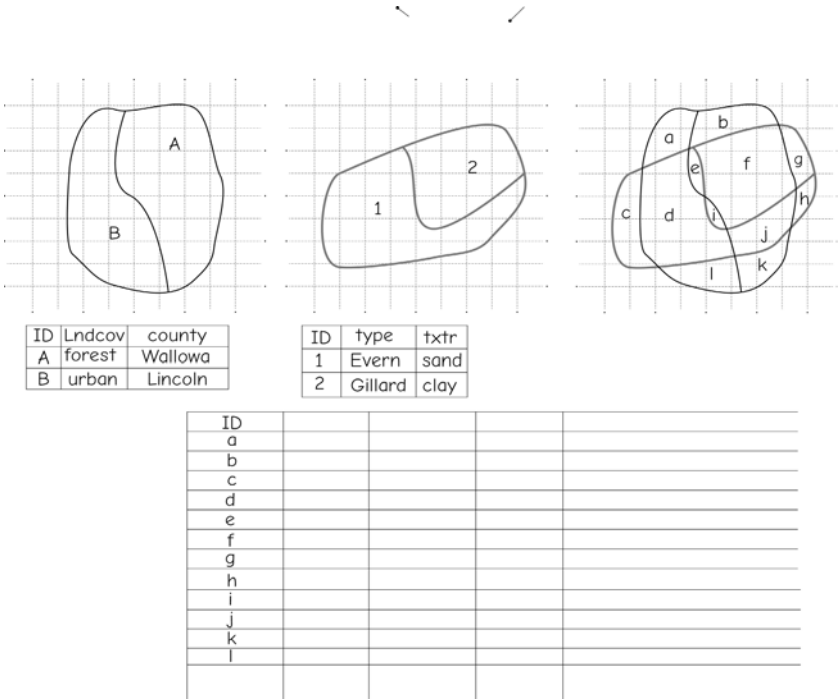 A
B
1
2
a
b
c
d
e
f
g
h
i
j
k
l
ID Lndcov county
A forest Wallowa
B urban Lincoln
ID type txtr
1 Evern sand
2 Gillard clay
ID
a
b
c
d
e
f
g
h
i
j
k
l